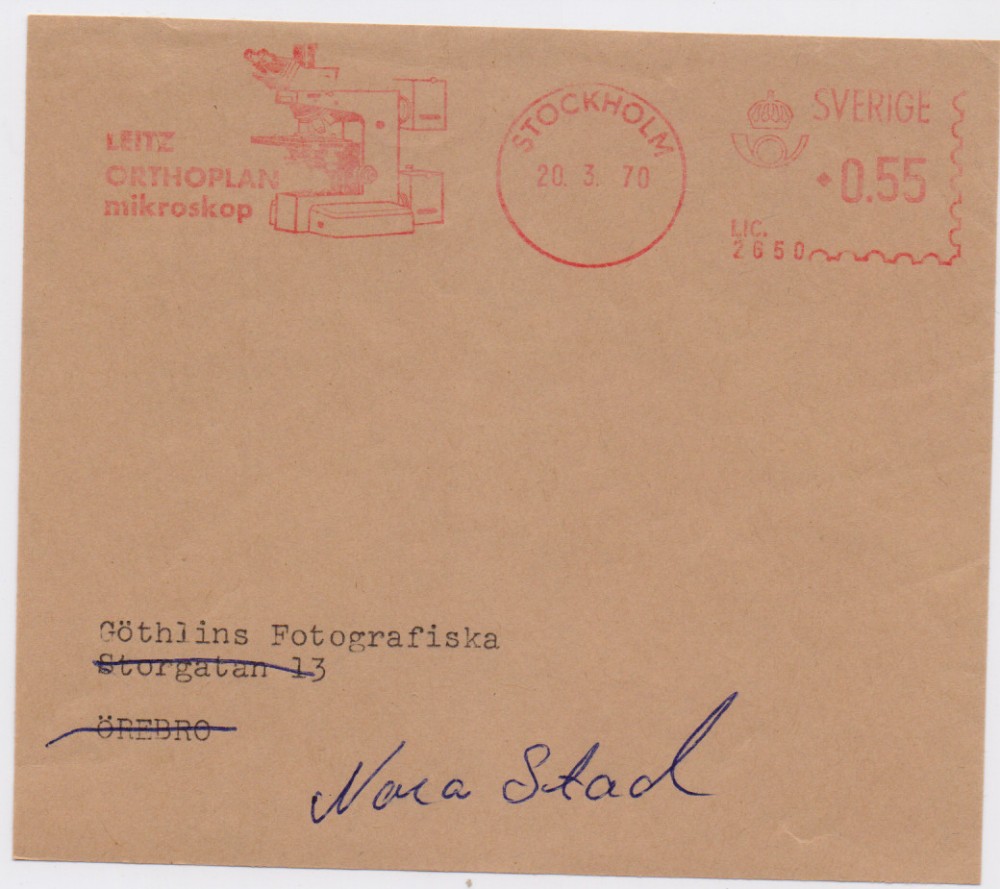 LEITZ
ORTHOPLAN
mikroskop
STOCKHOLM
20. 3. 70
SVERIGE
0.55
LIC.
2650
Göthlins Fotografiska
Storgatan 13
ÖREBRO
Nora Stad